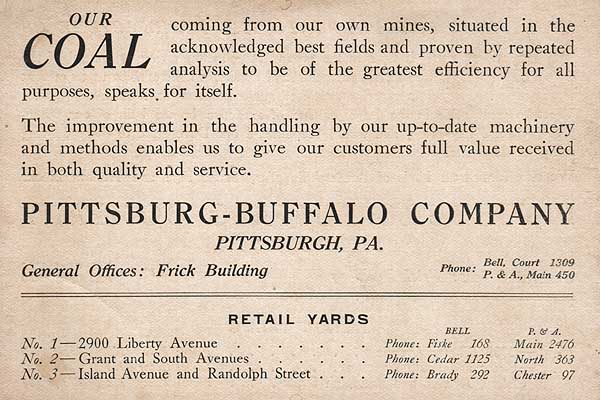 OUR
COAL coming from our own mines, situated in the
acknowledged best fields and proven by repeated
analysis to be of the greatest efficiency for all
purposes, speaks for itself.
The improvement in the handling by our up-to-date machinery
and methods enables us to give our customers full value received
in both quality and service.
PITTSBURG-BUFFALO COMPANY
PITTSBURGH, PA.
General Offices: Frick Building
Phone: Bell, Court 1309
P. & A., Main 450
RETAIL YARDS
BELL P. & A.
No. 1—2900 Liberty Avenue . . . . . . Phone: Fiske 168 Main 2476
No. 2—Grant and South Avenues . . . . . Phone: Cedar 1125 North 363
No. 3—Island Avenue and Randolph Street . . . Phone: Brady 292 Chester 97